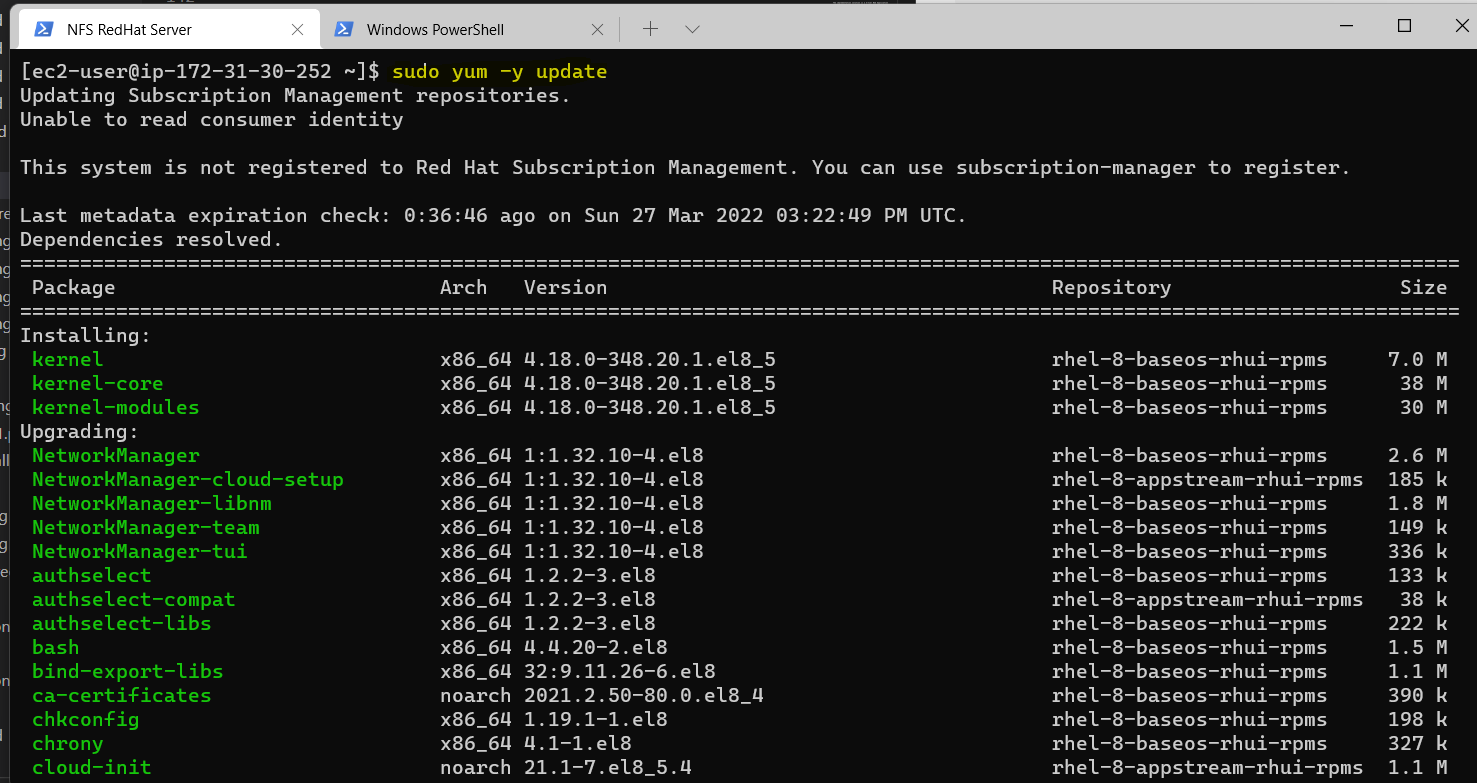 NFS RedHat Server
Windows PowerShell
[ec2-user@ip-172-31-30-252 ~]$ sudo yum -y update
Updating Subscription Management repositories.
Unable to read consumer identity
This system is not registered to Red Hat Subscription Management. You can use subscription-manager to register.
Last metadata expiration check: 0:36:46 ago on Sun 27 Mar 2022 03:22:49 PM UTC.
Dependencies resolved.
Package Arch Version Repository Size
Installing:
kernel x86_64 4.18.0-348.20.1.el8_5 rhel-8-baseos-rhui-rpms 7.0 M
kernel-core x86_64 4.18.0-348.20.1.el8_5 rhel-8-baseos-rhui-rpms 38 M
kernel-modules x86_64 4.18.0-348.20.1.el8_5 rhel-8-baseos-rhui-rpms 30 M
Upgrading:
NetworkManager x86_64 1:1.32.10-4.el8 rhel-8-baseos-rhui-rpms 2.6 M
NetworkManager-cloud-setup x86_64 1:1.32.10-4.el8 rhel-8-appstream-rhui-rpms 185 k
NetworkManager-libnm x86_64 1:1.32.10-4.el8 rhel-8-baseos-rhui-rpms 1.8 M
NetworkManager-team x86_64 1:1.32.10-4.el8 rhel-8-baseos-rhui-rpms 149 k
NetworkManager-tui x86_64 1:1.32.10-4.el8 rhel-8-baseos-rhui-rpms 336 k
authselect x86_64 1.2.2-3.el8 rhel-8-baseos-rhui-rpms 133 k
authselect-compat x86_64 1.2.2-3.el8 rhel-8-appstream-rhui-rpms 38 k
authselect-libs x86_64 1.2.2-3.el8 rhel-8-baseos-rhui-rpms 222 k
bash x86_64 4.4.20-2.el8 rhel-8-baseos-rhui-rpms 1.5 M
bind-export-libs x86_64 32:9.11.26-6.el8 rhel-8-baseos-rhui-rpms 1.1 M
ca-certificates noarch 2021.2.50-80.0.el8_4 rhel-8-baseos-rhui-rpms 390 k
chkconfig x86_64 1.19.1-1.el8 rhel-8-baseos-rhui-rpms 198 k
chrony x86_64 4.1-1.el8 rhel-8-baseos-rhui-rpms 327 k
cloud-init noarch 21.1-7.el8_5.4 rhel-8-appstream-rhui-rpms 1.1 M